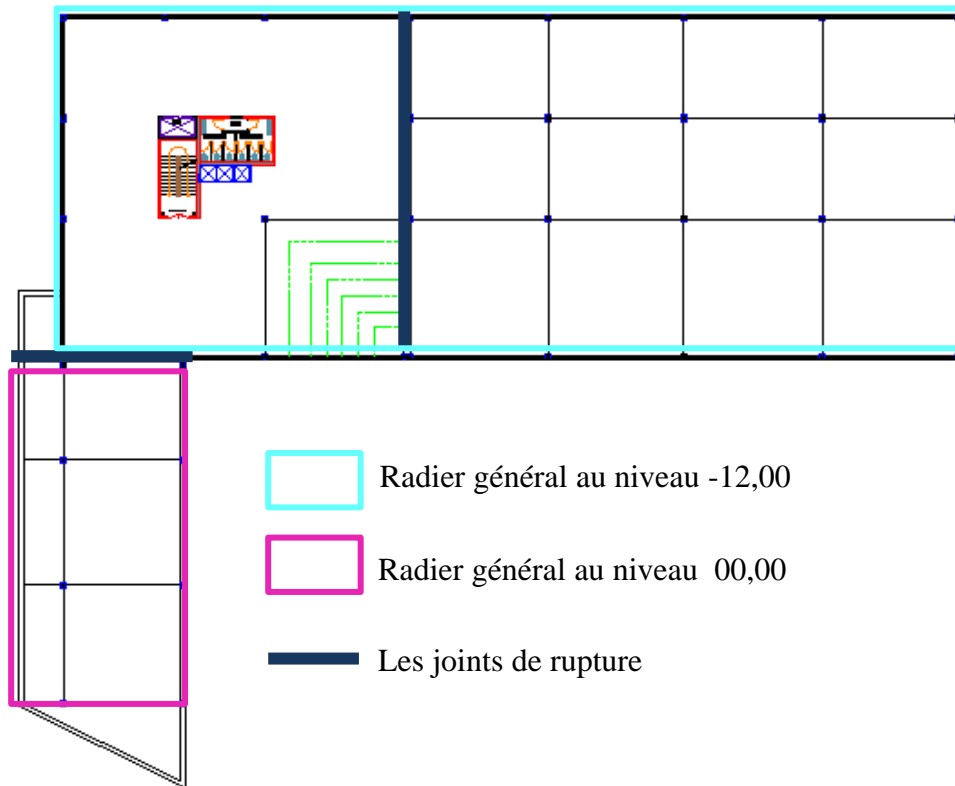 Radier général au niveau -12,00
Radier général au niveau 00,00
Les joints de rupture